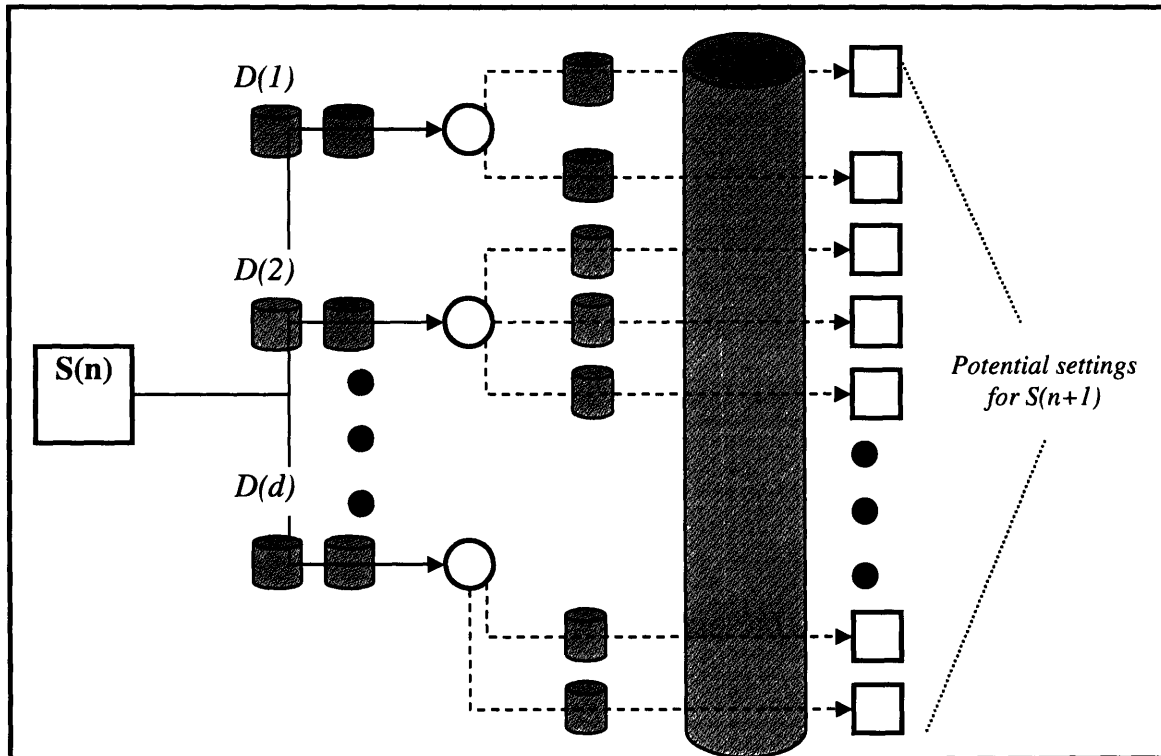 D(1)
D(2)
S(n)
Potential settings
for S(n+1)
D(d)